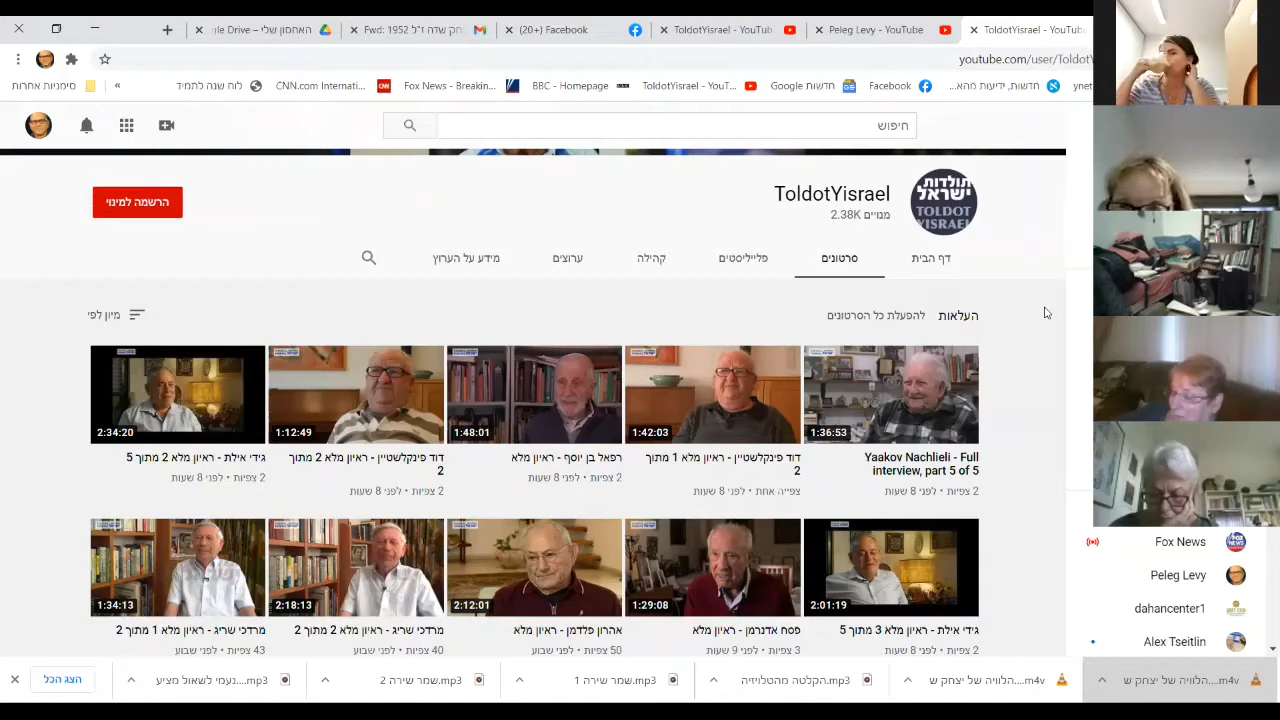 האחסון שלי – Google Drive
Fwd: 1952 חק שדה ז"ל
(20+) Facebook
ToldotYisrael - YouTub
Peleg Levy - YouTube
ToldotYisrael - YouTub
youtube.com/user/ToldotY
סימניות אחרות
«
לוח שנה לתמיד
CNN.com Internati...
Fox News - Breakin...
BBC - Homepage
ToldotYisrael - YouT...
חדשות Google
Facebook
חדשות, ידיעות מהא...
ynet
חיפוש
תולדות
ישראל
TOLDOT
YISRAEL
ToldotYisrael
2.38K מנויים
הרשמה למינוי
דף הבית
סרטונים
פלייליסטים
קהילה
ערוצים
מידע על הערוץ
העלאות
להפעלת כל הסרטונים
מיון לפי
1:36:53
Yaakov Nachlieli - Full
interview, part 5 of 5
2 צפיות • לפני 8 שעות
1:42:03
דוד פינקלשטיין - ראיון מלא 1 מתוך
2
צפייה אחת • לפני 8 שעות
1:48:01
רפאל בן יוסף - ראיון מלא
2 צפיות • לפני 8 שעות
1:12:49
דוד פינקלשטיין - ראיון מלא 2 מתוך
2
2 צפיות • לפני 8 שעות
2:34:20
גידי אילת - ראיון מלא 2 מתוך 5
2 צפיות • לפני 8 שעות
2:01:19
גידי אילת - ראיון מלא 3 מתוך 5
2 צפיות • לפני 8 שעות
1:29:08
פסח אדנרמן - ראיון מלא
3 צפיות • לפני 9 שעות
2:12:01
אהרון פלדמן - ראיון מלא
50 צפיות • לפני שבוע
2:18:13
מרדכי שריג - ראיון מלא 2 מתוך 2
40 צפיות • לפני שבוע
1:34:13
מרדכי שריג - ראיון מלא 1 מתוך 2
43 צפיות • לפני שבוע
Fox News
Peleg Levy
dahancenter1
Alex Tseitlin
הלוויה של יצחק ש....m4v
הלוויה של יצחק ש....m4v
הקלטה מהטלויזיה.mp3
שמר שירה 1.mp3
שמר שירה 2.mp3
נעמי לשאול מציע....mp3
הצג הכל